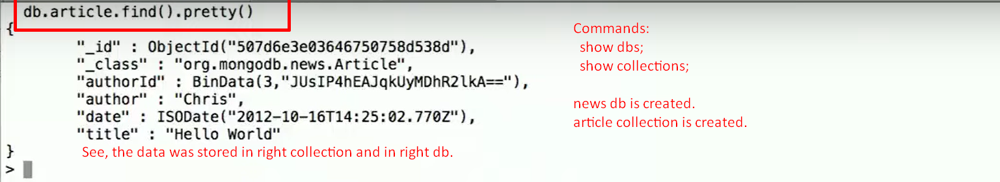 db.article.find().pretty()
{
"_id" : ObjectId("507d6e3e03646750758d538d"),
"_class" : "org.mongodb.news.Article",
"authorId" : BinData(3,"JUsIP4hEAJqkUyMDhR2lkA=="),
"author" : "Chris",
"date" : ISODate("2012-10-16T14:25:02.770Z"),
"title" : "Hello World"
}
See, the data was stored in right collection and in right db.
>
Commands:
show dbs;
show collections;
news db is created.
article collection is created.